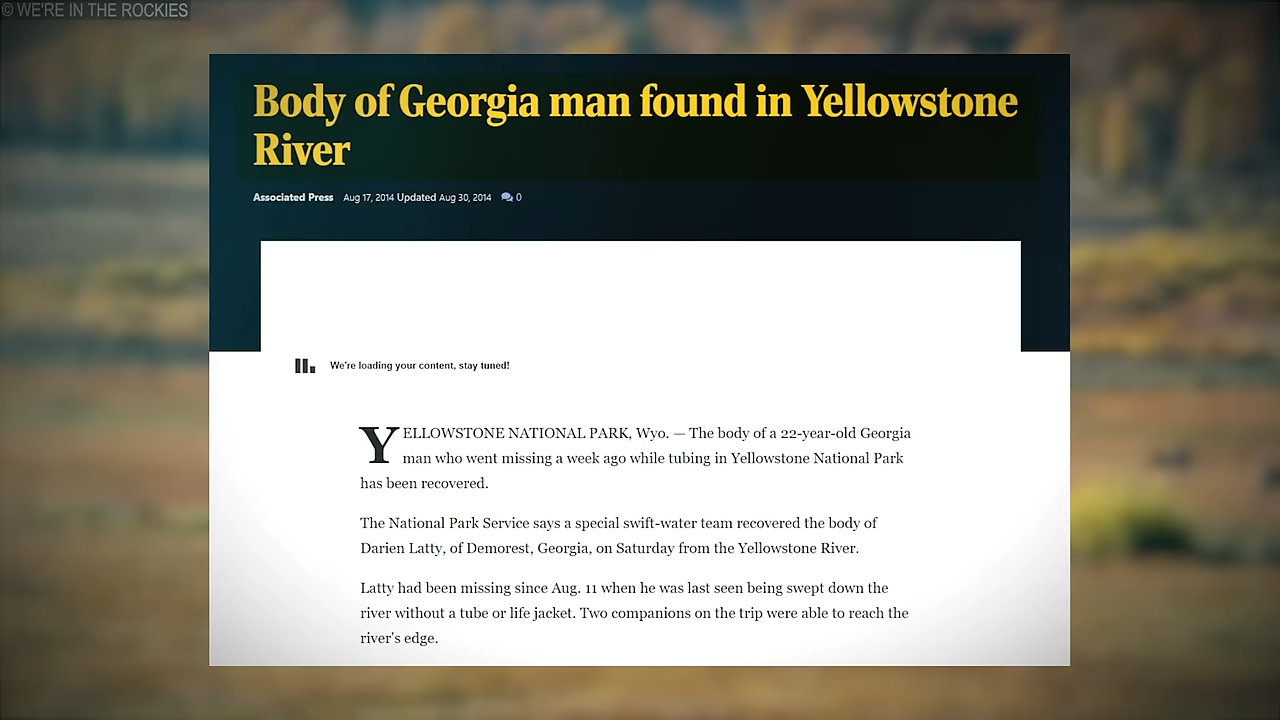 © WE'RE IN THE ROCKIES
Body of Georgia man found in Yellowstone
River
Associated Press Aug 17, 2014 Updated Aug 30, 2014 0
We're loading your content, stay tuned!
YELLOWSTONE NATIONAL PARK, Wyo. — The body of a 22-year-old Georgia
man who went missing a week ago while tubing in Yellowstone National Park
has been recovered.
The National Park Service says a special swift-water team recovered the body of
Darien Latty, of Demorest, Georgia, on Saturday from the Yellowstone River.
Latty had been missing since Aug. 11 when he was last seen being swept down the
river without a tube or life jacket. Two companions on the trip were able to reach the
river's edge.